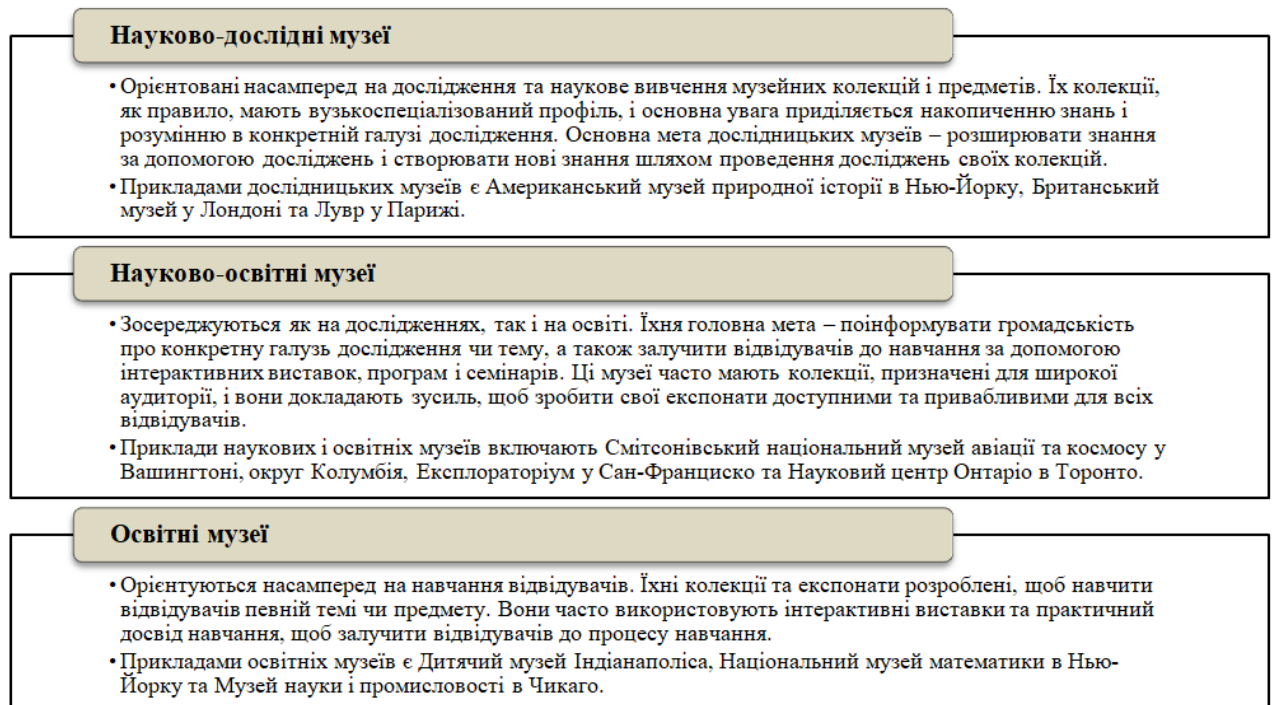 Науково-дослідні музеї
• Орієнтовані насамперед на дослідження та наукове вивчення музейних колекцій і предметів. Їх колекції,
як правило, мають вузькоспеціалізований профіль, і основна увага приділяється накопиченню знань і
розумінню в конкретній галузі дослідження. Основна мета дослідницьких музеїв – розширювати знання
за допомогою досліджень і створювати нові знання шляхом проведення досліджень своїх колекцій.
• Прикладами дослідницьких музеїв є Американський музей природної історії в Нью-Йорку, Британський
музей у Лондоні та Лувр у Парижі.
Науково-освітні музеї
• Зосереджуються як на дослідженнях, так і на освіті. Їхня головна мета – поінформувати громадськість
про конкретну галузь дослідження чи тему, а також залучити відвідувачів до навчання за допомогою
інтерактивних виставок, програм і семінарів. Ці музеї часто мають колекції, призначені для широкої
аудиторії, і вони докладають зусиль, щоб зробити свої експонати доступними та привабливими для всіх
відвідувачів.
• Приклади наукових і освітніх музеїв включають Смітсонівський національний музей авіації та космосу у
Вашингтоні, округ Колумбія, Експлораторіум у Сан-Франциско та Науковий центр Онтаріо в Торонто.
Освітні музеї
• Орієнтуються насамперед на навчання відвідувачів. Їхні колекції та експонати розроблені, щоб навчити
відвідувачів певній темі чи предмету. Вони часто використовують інтерактивні виставки та практичний
досвід навчання, щоб залучити відвідувачів до процесу навчання.
• Прикладами освітніх музеїв є Дитячий музей Індіанаполіса, Національний музей математики в Нью-
Йорку та Музей науки і промисловості в Чикаго.